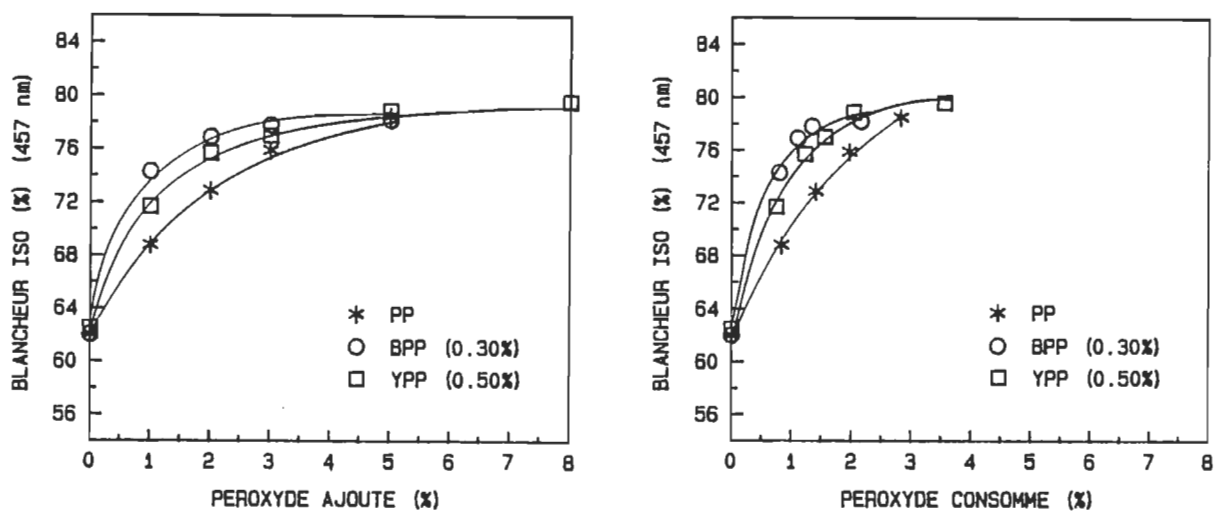 BLANCHEUR ISO (%) (457 nm)
84
80
76
72
68
64
60
56
0 1 2 3 4 5 6 7 8
PEROXYDE AJOUTE (%)
PP
BPP (0.30%)
YPP (0.50%)
BLANCHEUR ISO (%) (457 nm)
84
80
76
72
68
64
60
56
0 1 2 3 4 5 6 7 8
PEROXYDE CONSOMME (%)
PP
BPP (0.30%)
YPP (0.50%)